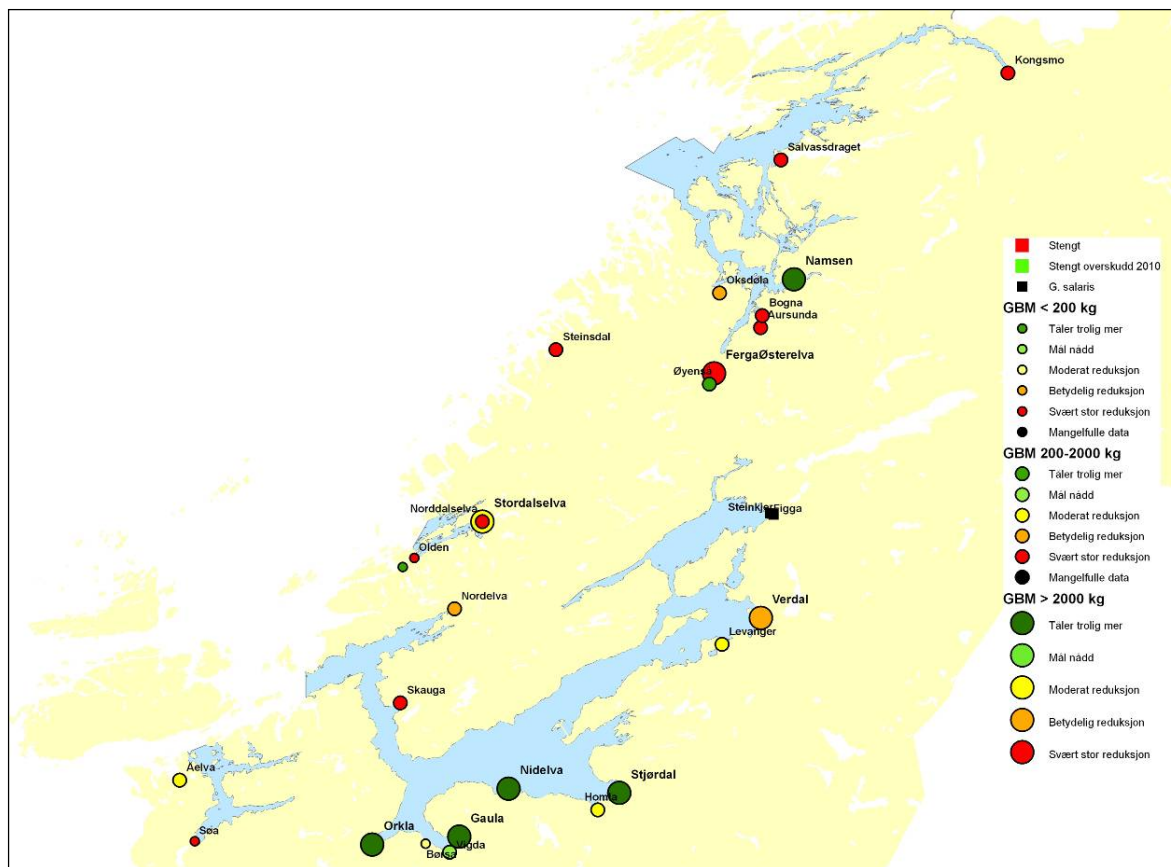 Kongsmo
Salvassdraget
Namsen
Oksdøla
Bogna
Aursunda
Steinsdal
FergaØsterelva
Øyensa
Norddalselva
Stordalselva
Steinkjer
Figga
Olden
Nordelva
Verdal
Levanger
Skauga
Åelva
Nidelva
Stjørdal
Homla
Søa
Orkla
Gaula
Børsa
Vigda
Stengt
Stengt overskudd 2010
G. salaris
GBM < 200 kg
Tåler trolig mer
Mål nådd
Moderat reduksjon
Betydelig reduksjon
Svært stor reduksjon
Mangelfulle data
GBM 200-2000 kg
Tåler trolig mer
Mål nådd
Moderat reduksjon
Betydelig reduksjon
Svært stor reduksjon
Mangelfulle data
GBM > 2000 kg
Tåler trolig mer
Mål nådd
Moderat reduksjon
Betydelig reduksjon
Svært stor reduksjon